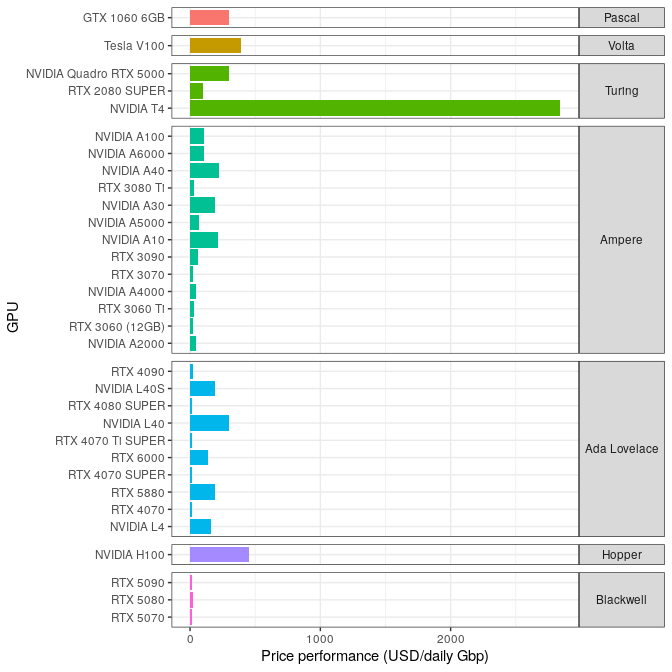 GTX 1060 6GB
Pascal
Tesla V100
Volta
NVIDIA Quadro RTX 5000
RTX 2080 SUPER
NVIDIA T4
Turing
NVIDIA A100
NVIDIA A6000
NVIDIA A40
RTX 3080 TI
NVIDIA A30
NVIDIA A5000
NVIDIA A10
RTX 3090
RTX 3070
NVIDIA A4000
RTX 3060 TI
RTX 3060 (12GB)
NVIDIA A2000
Ampere
RTX 4090
NVIDIA L40S
RTX 4080 SUPER
NVIDIA L40
RTX 4070 TI SUPER
RTX 6000
RTX 4070 SUPER
RTX 5880
RTX 4070
NVIDIA L4
Ada Lovelace
NVIDIA H100
Hopper
RTX 5090
RTX 5080
RTX 5070
Blackwell
GPU
0 1000 2000
Price performance (USD/daily Gbp)